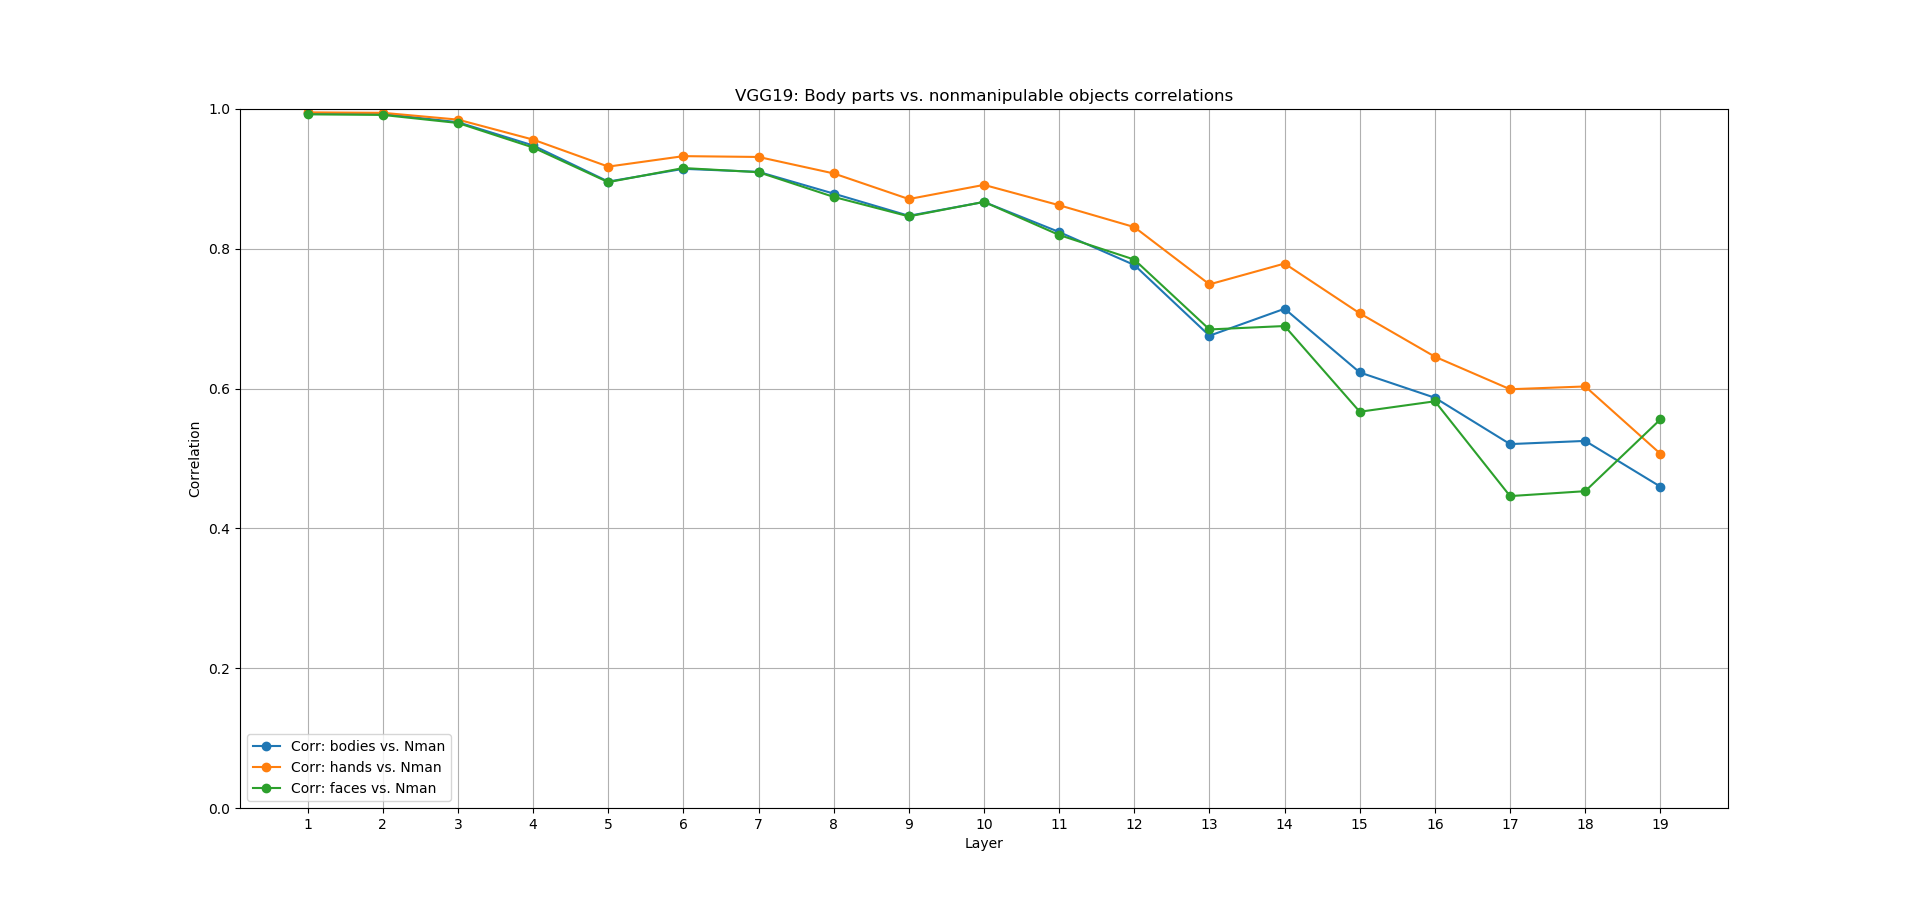 VGG19: Body parts vs. nonmanipulable objects correlations
1.0
0.8
0.6
0.4
0.2
0.0
Correlation
Corr: bodies vs. Nman
Corr: hands vs. Nman
Corr: faces vs. Nman
1 2 3 4 5 6 7 8 9 10 11 12 13 14 15 16 17 18 19
Layer